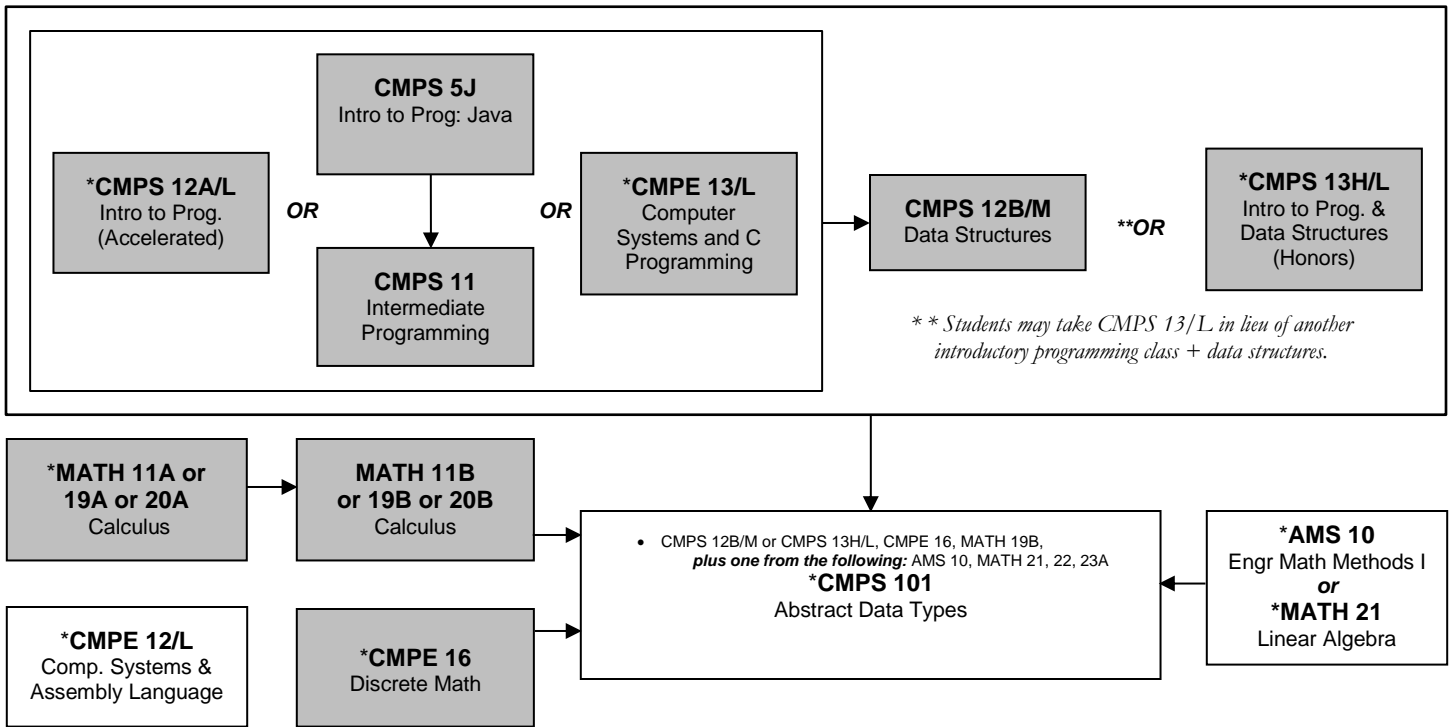 CMPS 5J
Intro to Prog: Java
*CMPS 12A/L
Intro to Prog.
(Accelerated)
OR
CMPS 11
Intermediate
Programming
OR
*CMPE 13/L
Computer
Systems and C
Programming
CMPS 12B/M
Data Structures
**OR
*CMPS 13H/L
Intro to Prog. &
Data Structures
(Honors)
* * Students may take CMPS 13/L in lieu of another
introductory programming class + data structures.
*MATH 11A or
19A or 20A
Calculus
MATH 11B
or 19B or 20B
Calculus
• CMPS 12B/M or CMPS 13H/L, CMPE 16, MATH 19B,
plus one from the following: AMS 10, MATH 21, 22, 23A
*CMPS 101
Abstract Data Types
*AMS 10
Engr Math Methods I
or
*MATH 21
Linear Algebra
*CMPE 12/L
Comp. Systems &
Assembly Language
*CMPE 16
Discrete Math